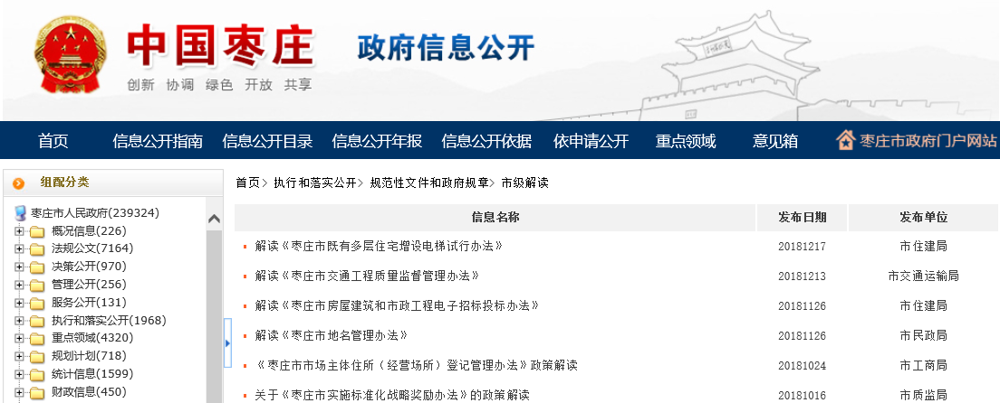 中国枣庄 政府信息公开
创新 协调 绿色 开放 共享
首页 信息公开指南 信息公开目录 信息公开年报 信息公开依据 依申请公开 重点领域 意见箱 枣庄市政府门户网站
组配分类
枣庄市人民政府(239324)
概况信息(226)
法规公文(7164)
决策公开(970)
管理公开(256)
服务公开(131)
执行和落实公开(1968)
重点领域(4320)
规划计划(718)
统计信息(1599)
财政信息(450)
首页> 执行和落实公开> 规范性文件和政府规章> 市级解读
信息名称 发布日期 发布单位
解读《枣庄市既有多层住宅增设电梯试行办法》 20181217 市住建局
解读《枣庄市交通工程质量监督管理办法》 20181213 市交通运输局
解读《枣庄市房屋建筑和市政工程电子招标投标办法》 20181126 市住建局
解读《枣庄市地名管理办法》 20181126 市民政局
《枣庄市市场主体住所（经营场所）登记管理办法》政策解读 20181024 市工商局
关于《枣庄市实施标准化战略奖励办法》的政策解读 20181016 市质监局